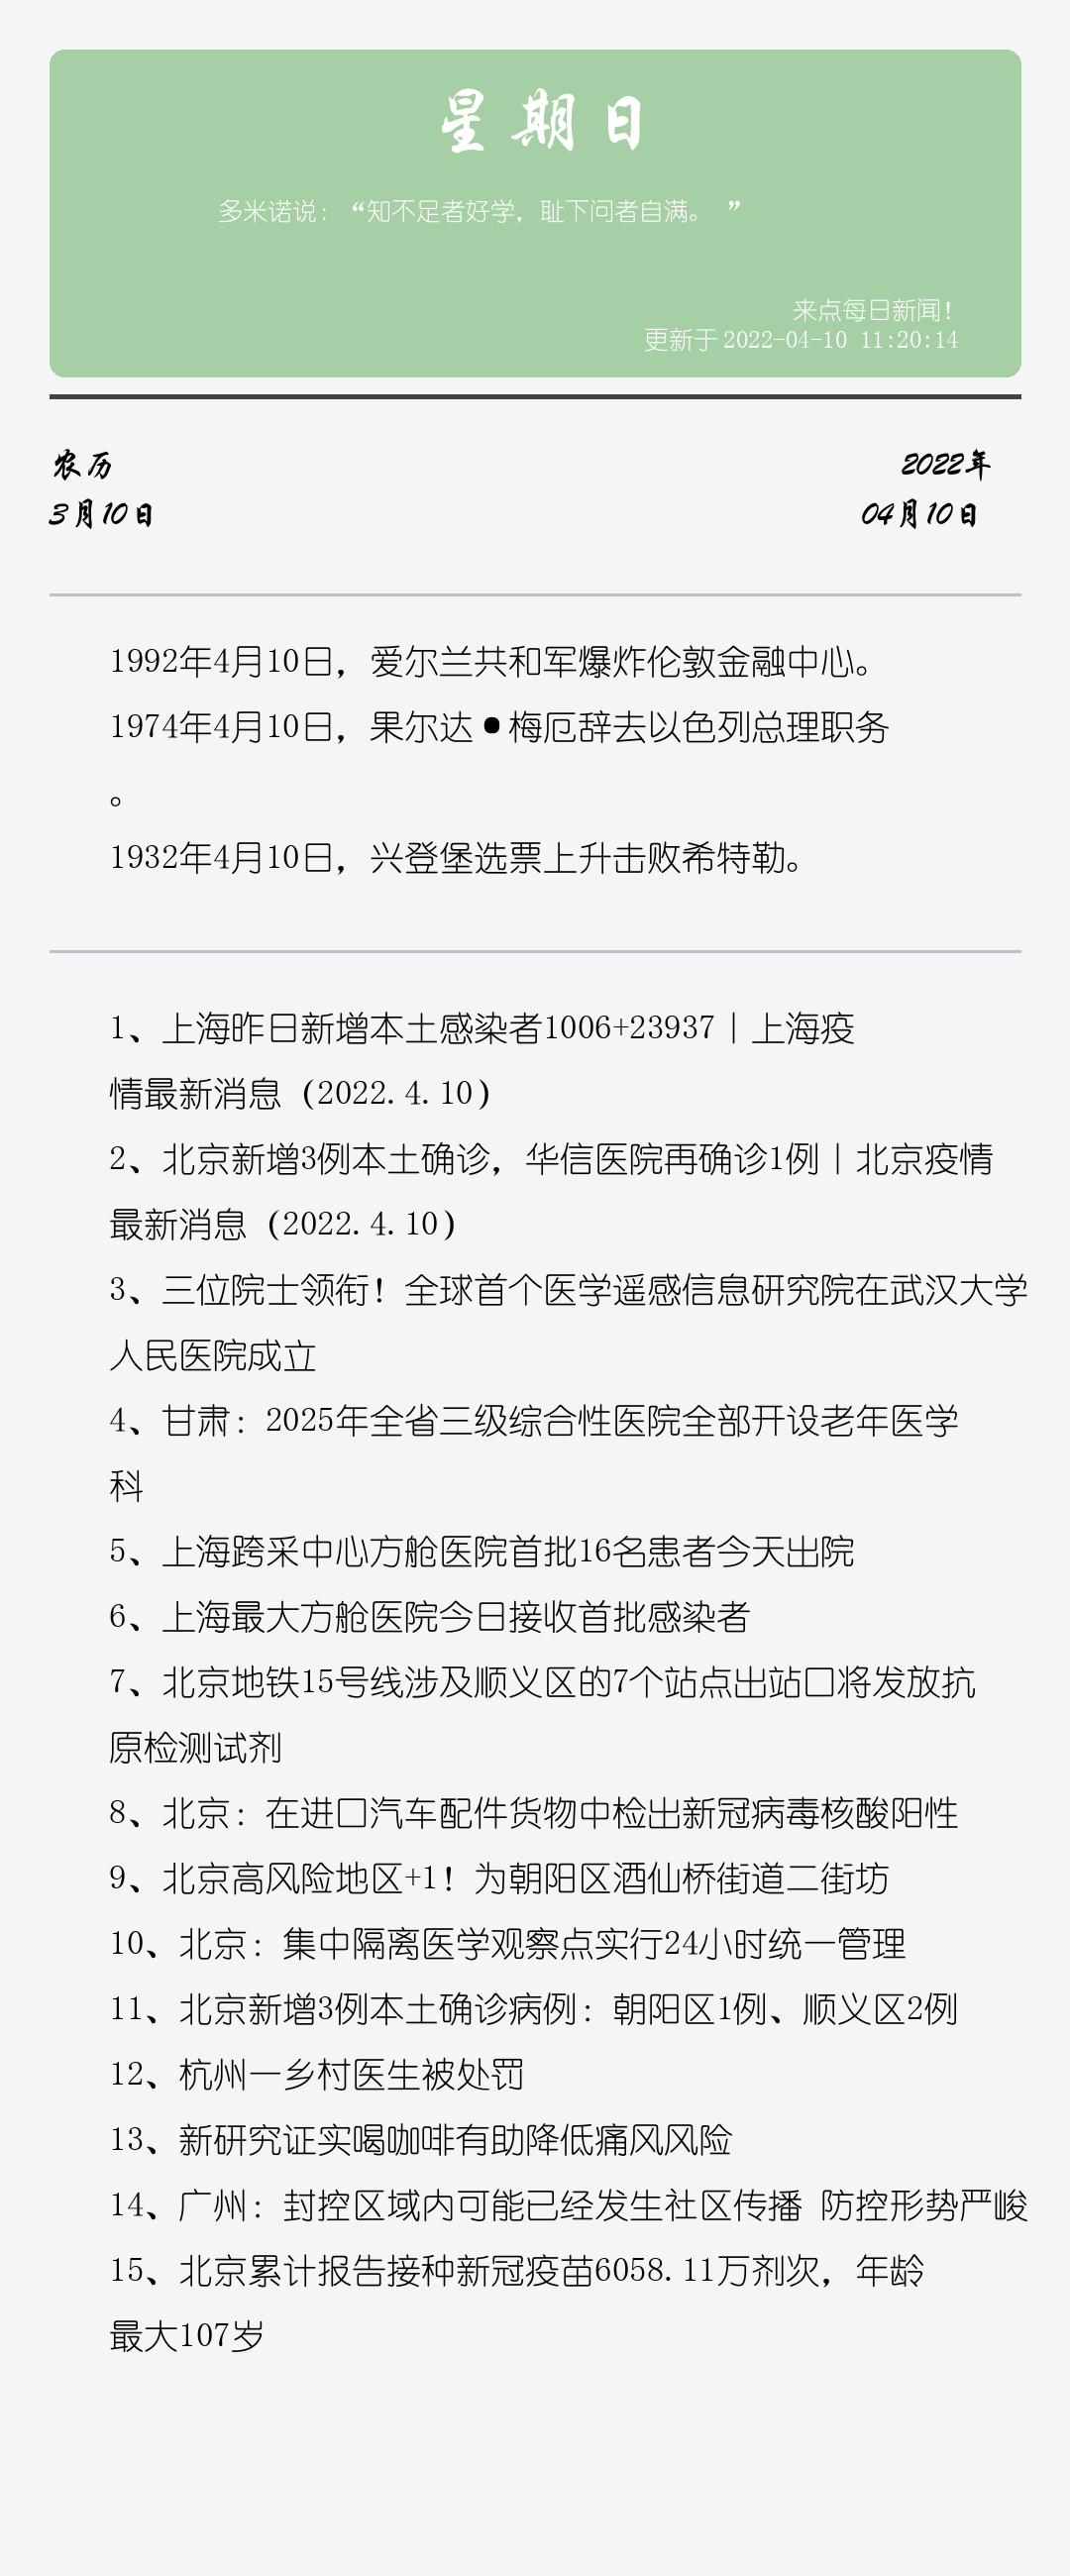 星期日
多米诺说：“知不足者好学，耻下问者自满。 ”
来点每日新闻！
更新于 2022-04-10 11:20:14
农历
2022年
3月10日
04月10日
1992年4月10日，爱尔兰共和军爆炸伦敦金融中心。
1974年4月10日，果尔达•梅厄辞去以色列总理职务
。
1932年4月10日，兴登堡选票上升击败希特勒。
1、上海昨日新增本土感染者1006+23937丨上海疫
情最新消息（2022.4.10）
2、北京新增3例本土确诊，华信医院再确诊1例丨北京疫情
最新消息（2022.4.10）
3、三位院士领衔！全球首个医学遥感信息研究院在武汉大学
人民医院成立
4、甘肃：2025年全省三级综合性医院全部开设老年医学
科
5、上海跨采中心方舱医院首批16名患者今天出院
6、上海最大方舱医院今日接收首批感染者
7、北京地铁15号线涉及顺义区的7个站点出站口将发放抗
原检测试剂
8、北京：在进口汽车配件货物中检出新冠病毒核酸阳性
9、北京高风险地区+1！为朝阳区酒仙桥街道二街坊
10、北京：集中隔离医学观察点实行24小时统一管理
11、北京新增3例本土确诊病例：朝阳区1例、顺义区2例
12、杭州一乡村医生被处罚
13、新研究证实喝咖啡有助降低痛风风险
14、广州：封控区域内可能已经发生社区传播 防控形势严峻
15、北京累计报告接种新冠疫苗6058.11万剂次，年龄
最大107岁